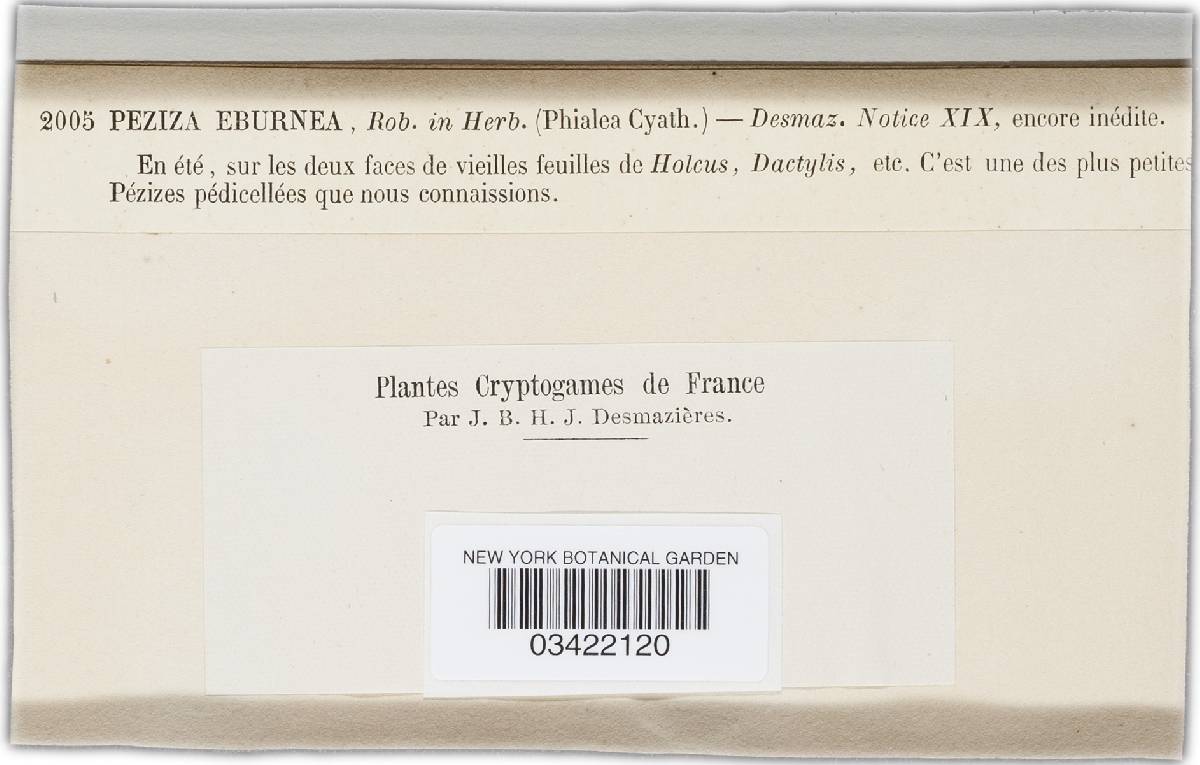 2005 PEZIZA EBURNEA, Rob. in Herb. (Phialea Cyath.) — Desmaz. Notice XIX, encore inédite.
En été, sur les deux faces de vieilles feuilles de Holcus, Dactylis, etc. C'est une des plus petites
Pézizes pédicellées que nous connaissions.
Plantes Cryptogames de France
Par J. B. H. J. Desmazières.
NEW YORK BOTANICAL GARDEN
03422120